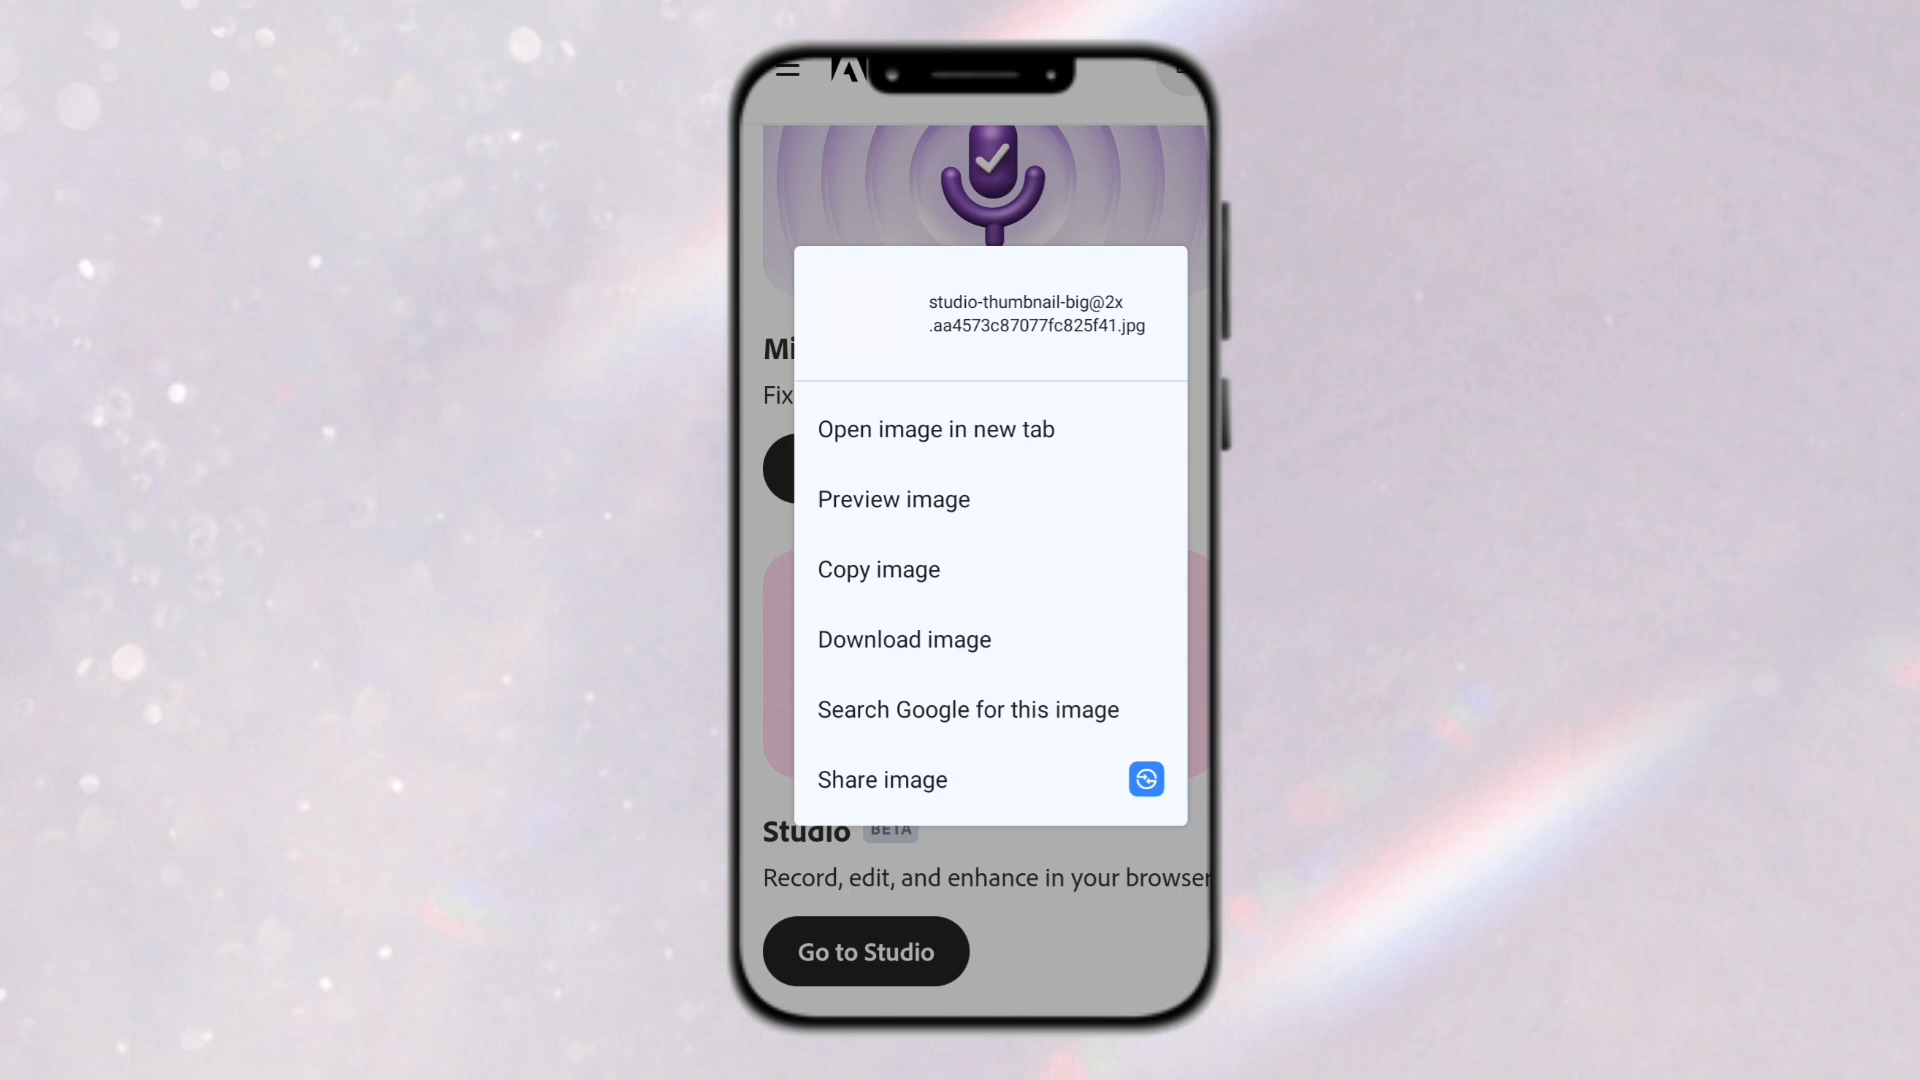 studio-thumbnail-big@2x
.aa4573c87077fc825f41.jpg
Mi
Fix
Open image in new tab
Preview image
Copy image
Download image
Search Google for this image
Share image
Studio BETA
Record, edit, and enhance in your browser
Go to Studio